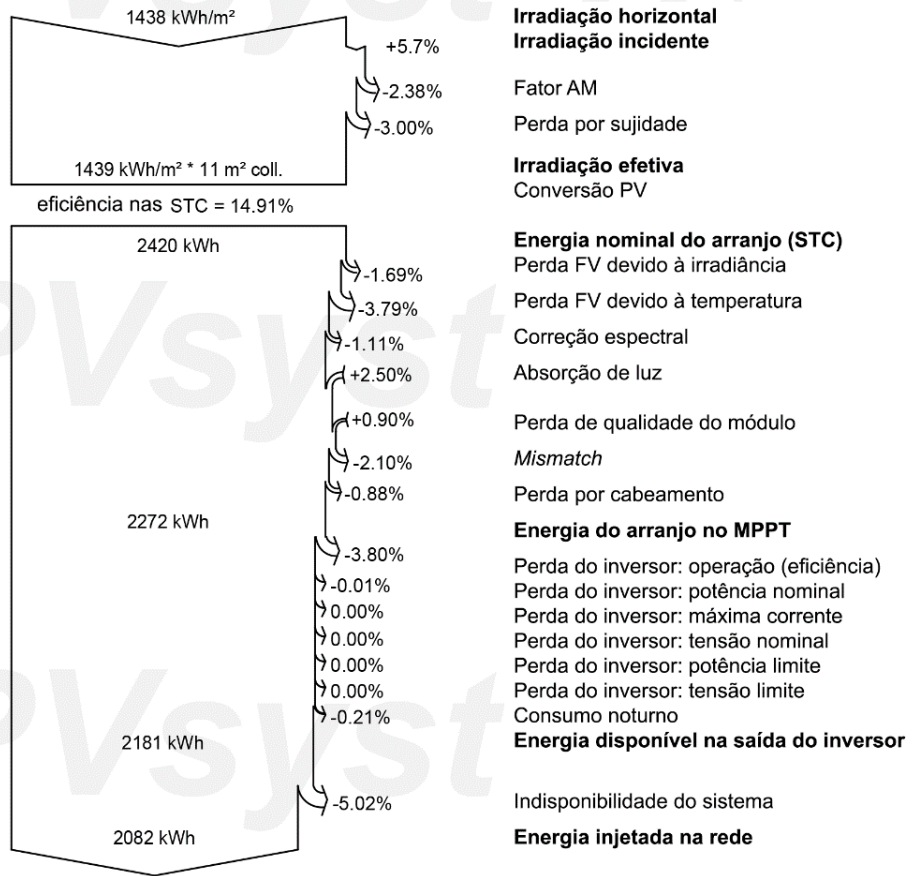 1438 kWh/m²
Irradiação horizontal
+5.7% Irradiação incidente
-2.38% Fator AM
-3.00% Perda por sujidade
1439 kWh/m² * 11 m² coll. Irradiação efetiva
Conversão PV
eficiência nas STC = 14.91%
2420 kWh Energia nominal do arranjo (STC)
-1.69% Perda FV devido à irradiância
-3.79% Perda FV devido à temperatura
-1.11% Correção espectral
+2.50% Absorção de luz
+0.90% Perda de qualidade do módulo
-2.10% Mismatch
-0.88% Perda por cabeamento
2272 kWh Energia do arranjo no MPPT
-3.80% Perda do inversor: operação (eficiência)
-0.01% Perda do inversor: potência nominal
0.00% Perda do inversor: máxima corrente
0.00% Perda do inversor: tensão nominal
0.00% Perda do inversor: potência limite
0.00% Perda do inversor: tensão limite
-0.21% Consumo noturno
2181 kWh Energia disponível na saída do inversor
-5.02% Indisponibilidade do sistema
2082 kWh Energia injetada na rede
PVsyst
PVsyst
PVsyst